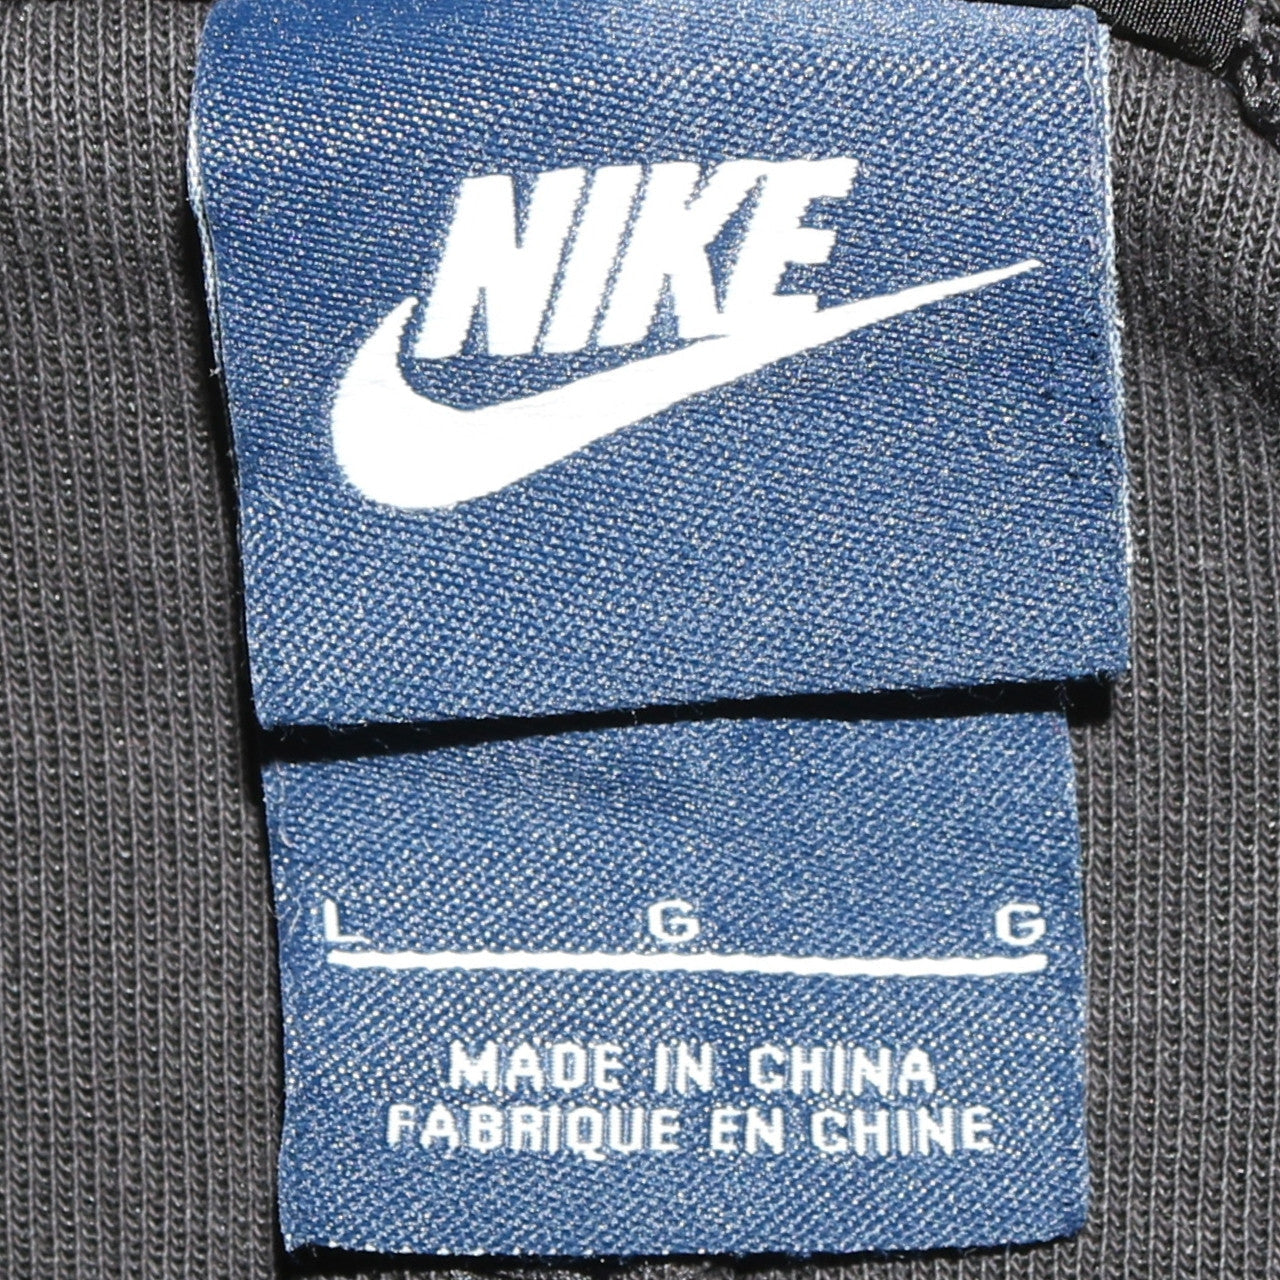 NIKE
L G G
MADE IN CHINA
FABRIQUE EN CHINE